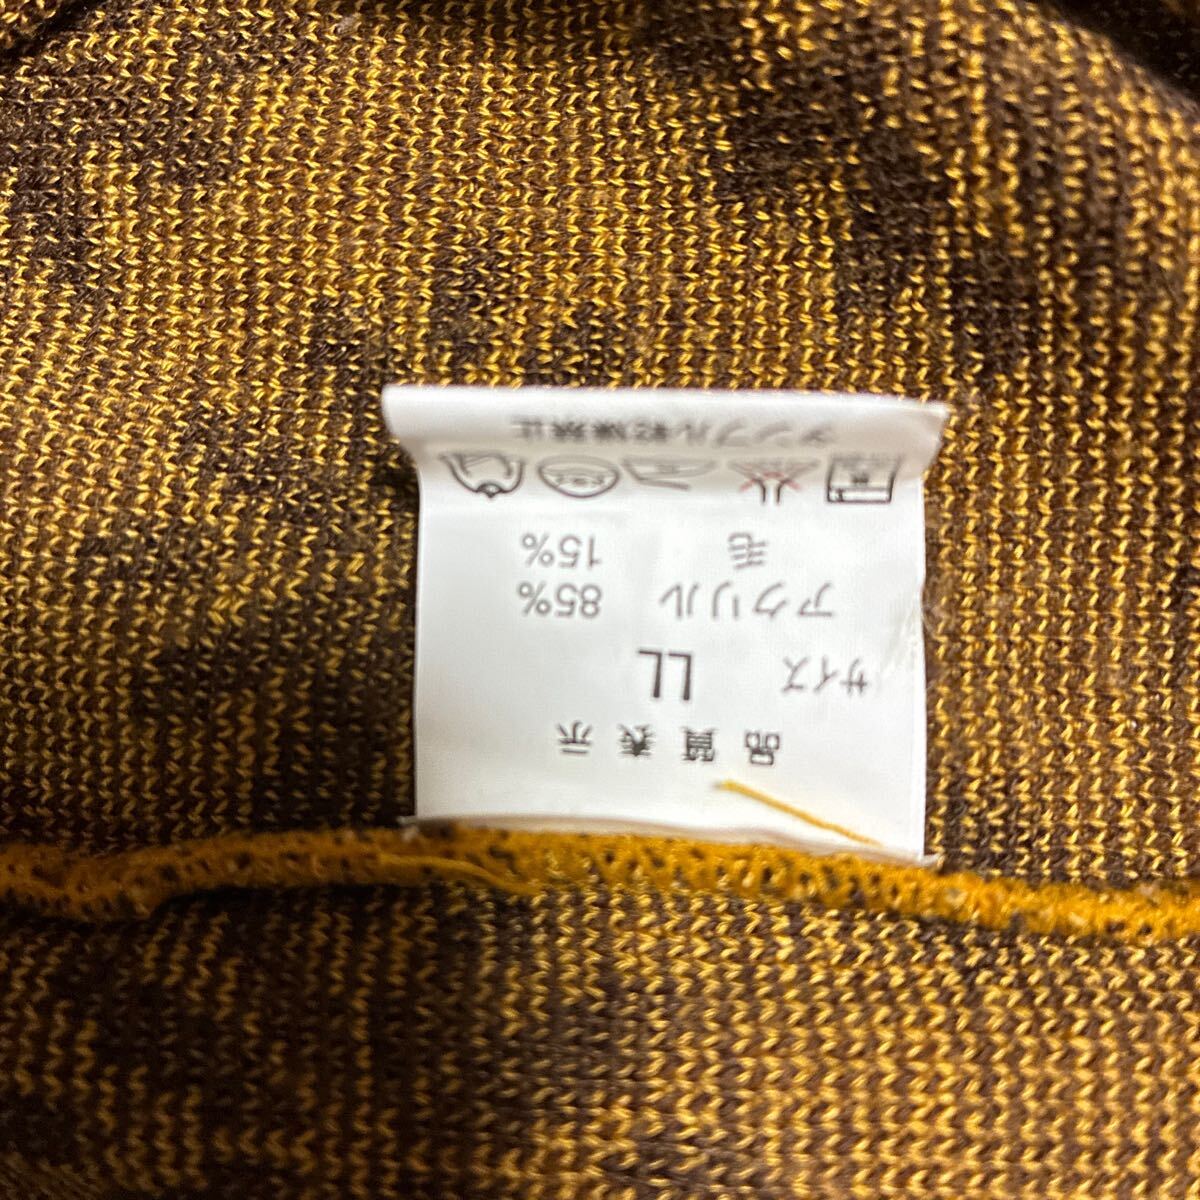 品質表示
サイズ LL
アクリル 85%
毛 15%
タンブル乾燥禁止